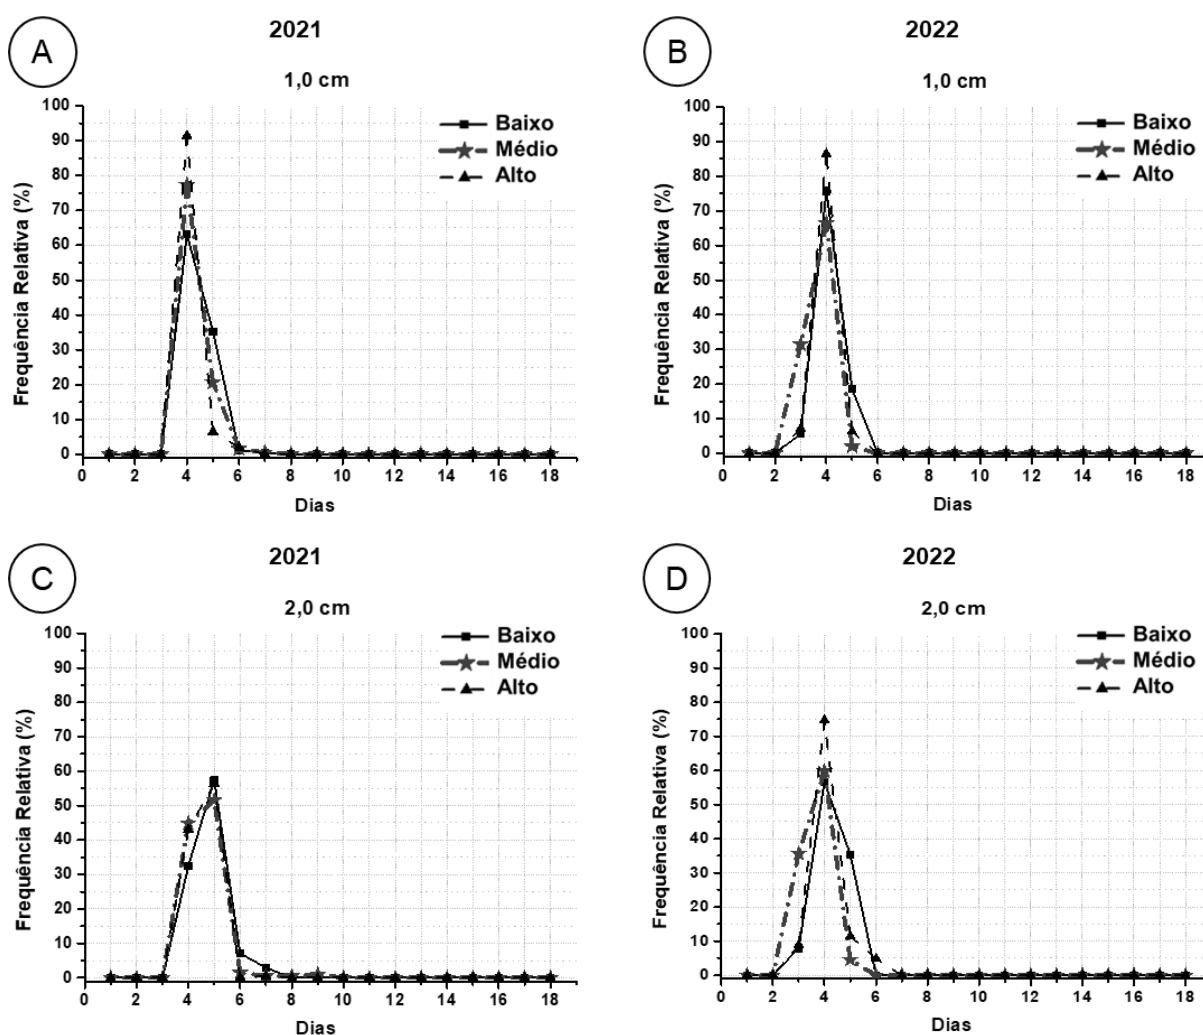 A
2021
1,0 cm
Frequência Relativa (%)
100
90
80
70
60
50
40
30
20
10
0
Baixo
Médio
Alto
0 2 4 6 8 10 12 14 16 18
Dias
B
2022
1,0 cm
Frequência Relativa (%)
100
90
80
70
60
50
40
30
20
10
0
Baixo
Médio
Alto
0 2 4 6 8 10 12 14 16 18
Dias
C
2021
2,0 cm
Frequência Relativa (%)
100
90
80
70
60
50
40
30
20
10
0
Baixo
Médio
Alto
0 2 4 6 8 10 12 14 16 18
Dias
D
2022
2,0 cm
Frequência Relativa (%)
100
90
80
70
60
50
40
30
20
10
0
Baixo
Médio
Alto
0 2 4 6 8 10 12 14 16 18
Dias